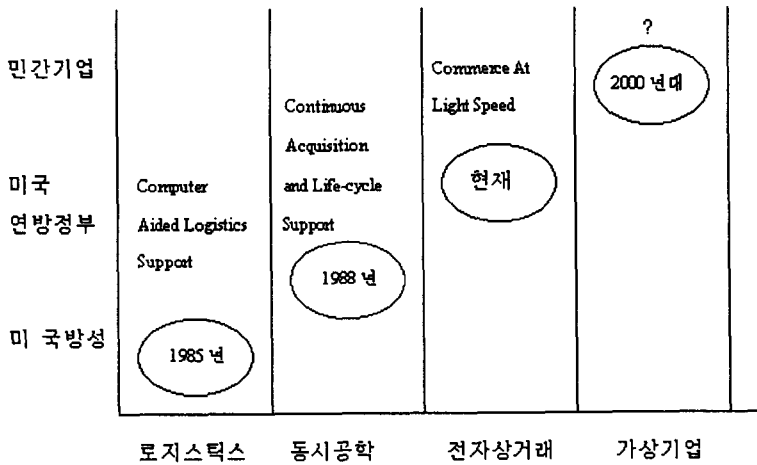 ?
민간기업
Commerce At
Light Speed
2000 년대
Continuous
Acquisition
and Life-cycle
Support
미국
연방정부
Computer
Aided Logistics
Support
현재
1988 년
미 국방성
1985 년
로지스틱스
동시공학
전자상거래
가상기업